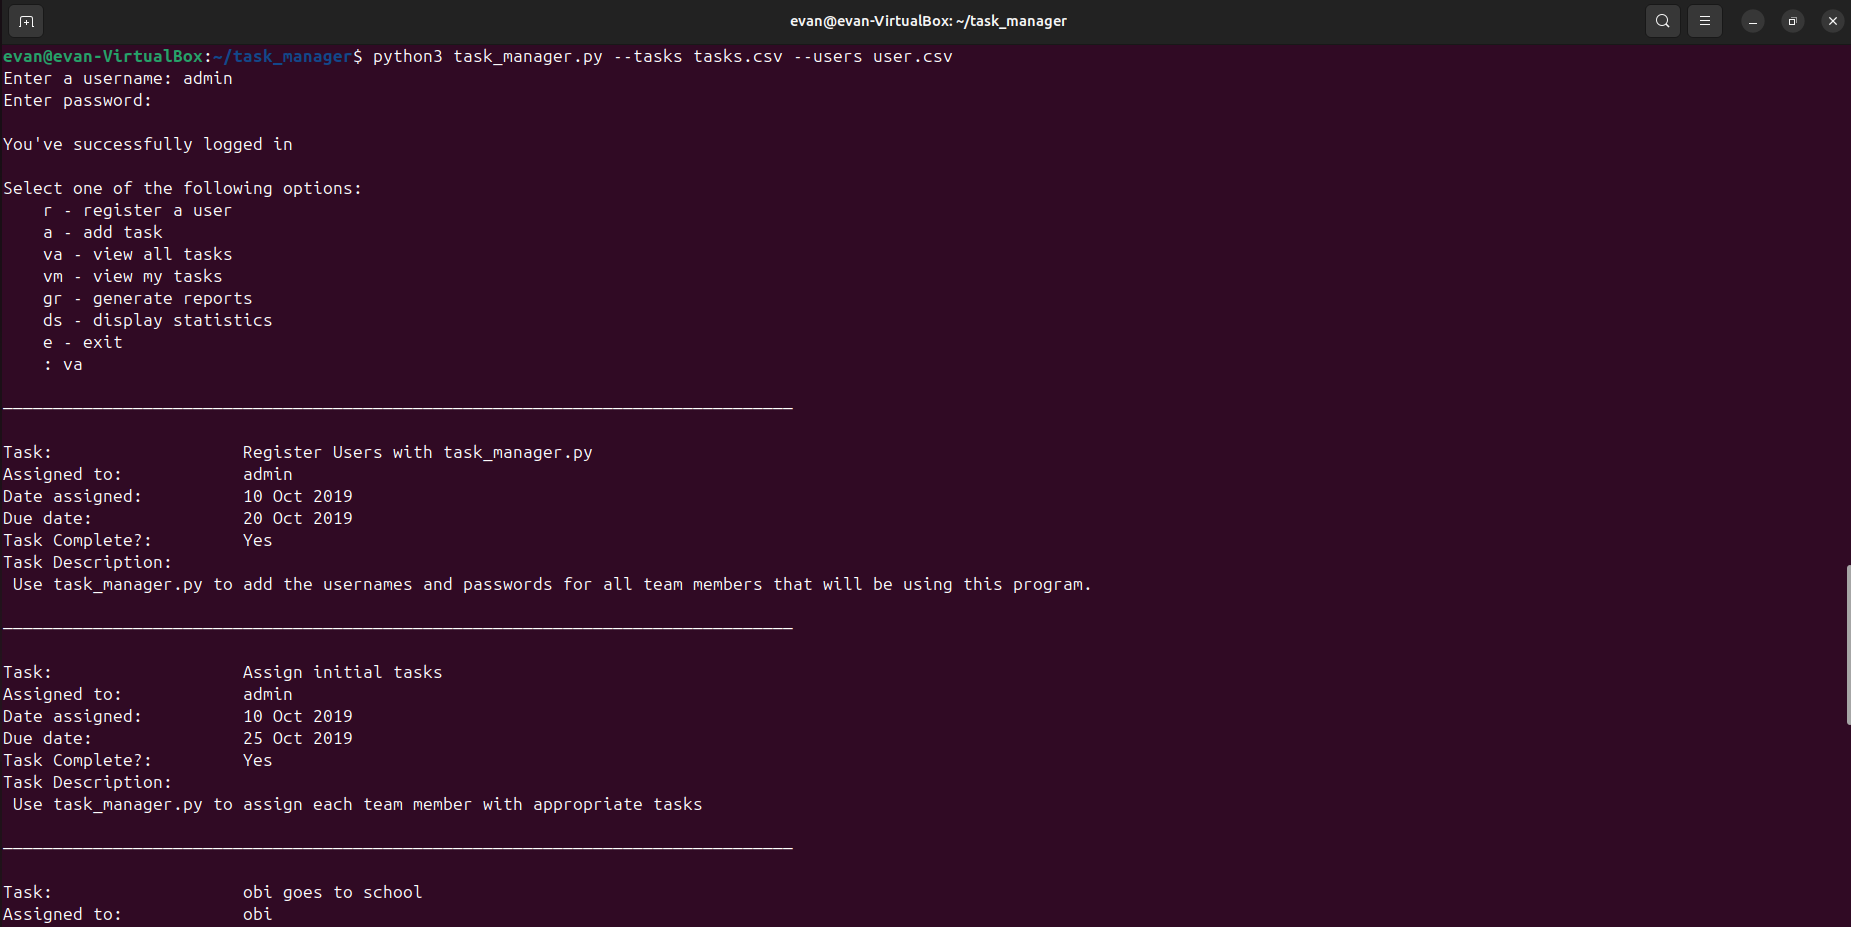 evan@evan-VirtualBox: ~/task_manager
evan@evan-VirtualBox:~/task_manager$ python3 task_manager.py --tasks tasks.csv --users user.csv
Enter a username: admin
Enter password:
You've successfully logged in
Select one of the following options:
r - register a user
a - add task
va - view all tasks
vm - view my tasks
gr - generate reports
ds - display statistics
e - exit
: va
Task: Register Users with task_manager.py
Assigned to: admin
Date assigned: 10 Oct 2019
Due date: 20 Oct 2019
Task Complete?: Yes
Task Description:
Use task_manager.py to add the usernames and passwords for all team members that will be using this program.
Task: Assign initial tasks
Assigned to: admin
Date assigned: 10 Oct 2019
Due date: 25 Oct 2019
Task Complete?: Yes
Task Description:
Use task_manager.py to assign each team member with appropriate tasks
Task: obi goes to school
Assigned to: obi